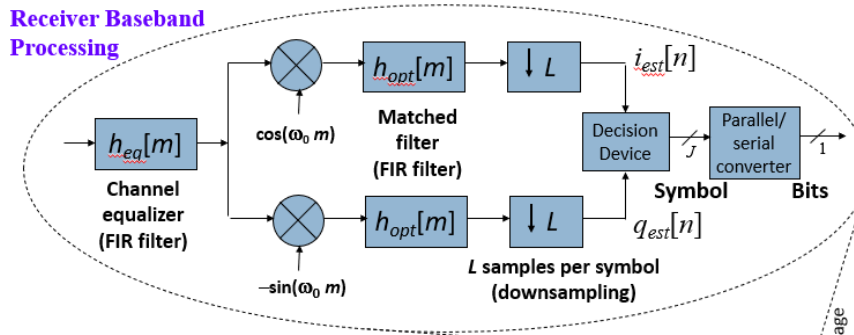 Receiver Baseband
Processing
h_eq[m]
Channel
equalizer
(FIR filter)
cos(ω₀ m)
h_opt[m]
Matched
filter
(FIR filter)
↓ L
i_est[n]
Decision
Device
J
Symbol
Parallel/
serial
converter
1
Bits
–sin(ω₀ m)
h_opt[m]
↓ L
q_est[n]
L samples per symbol
(downsampling)
age